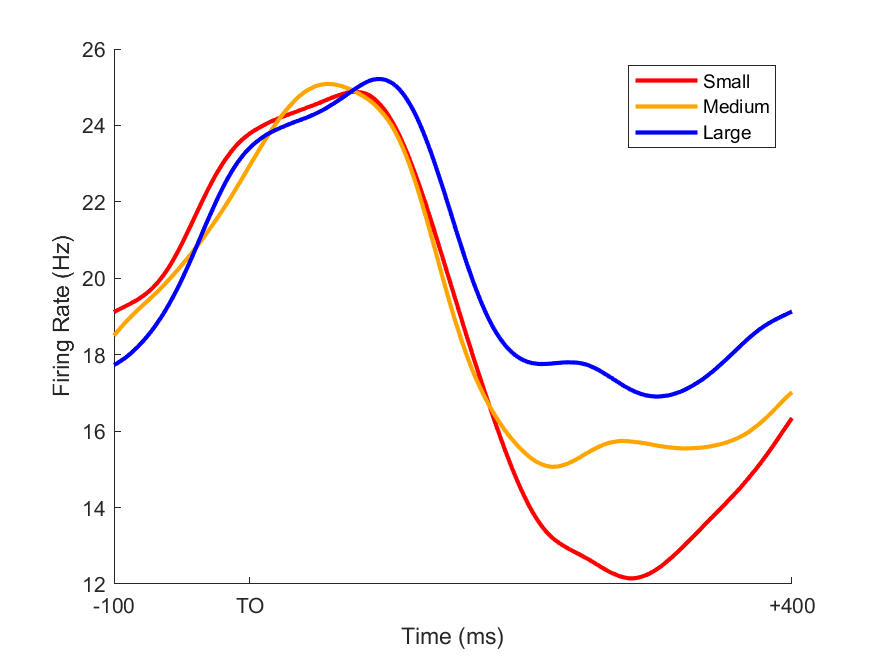 26
24
22
20
18
16
14
12
Firing Rate (Hz)
Small
Medium
Large
-100 TO +400
Time (ms)